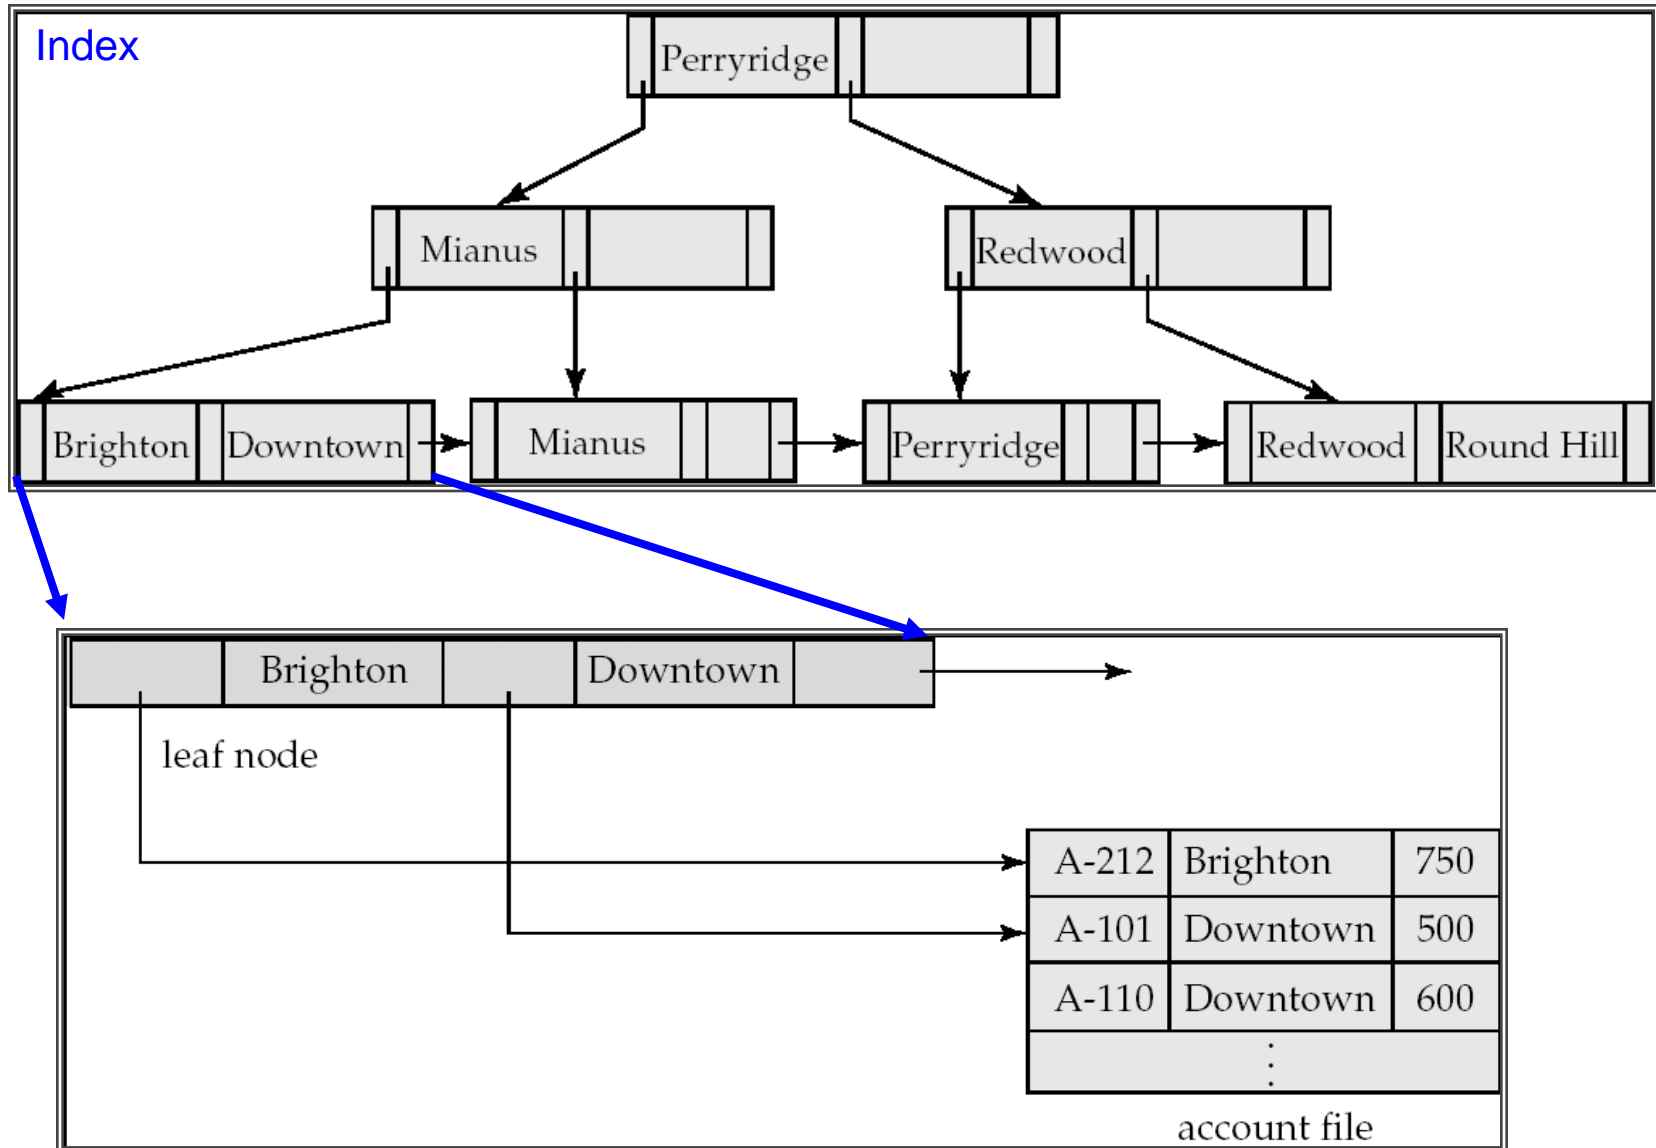 Index
Perryridge
Mianus
Redwood
Brighton Downtown Mianus Perryridge Redwood Round Hill
Brighton Downtown
leaf node
A-212 Brighton 750
A-101 Downtown 500
A-110 Downtown 600
⋮
account file